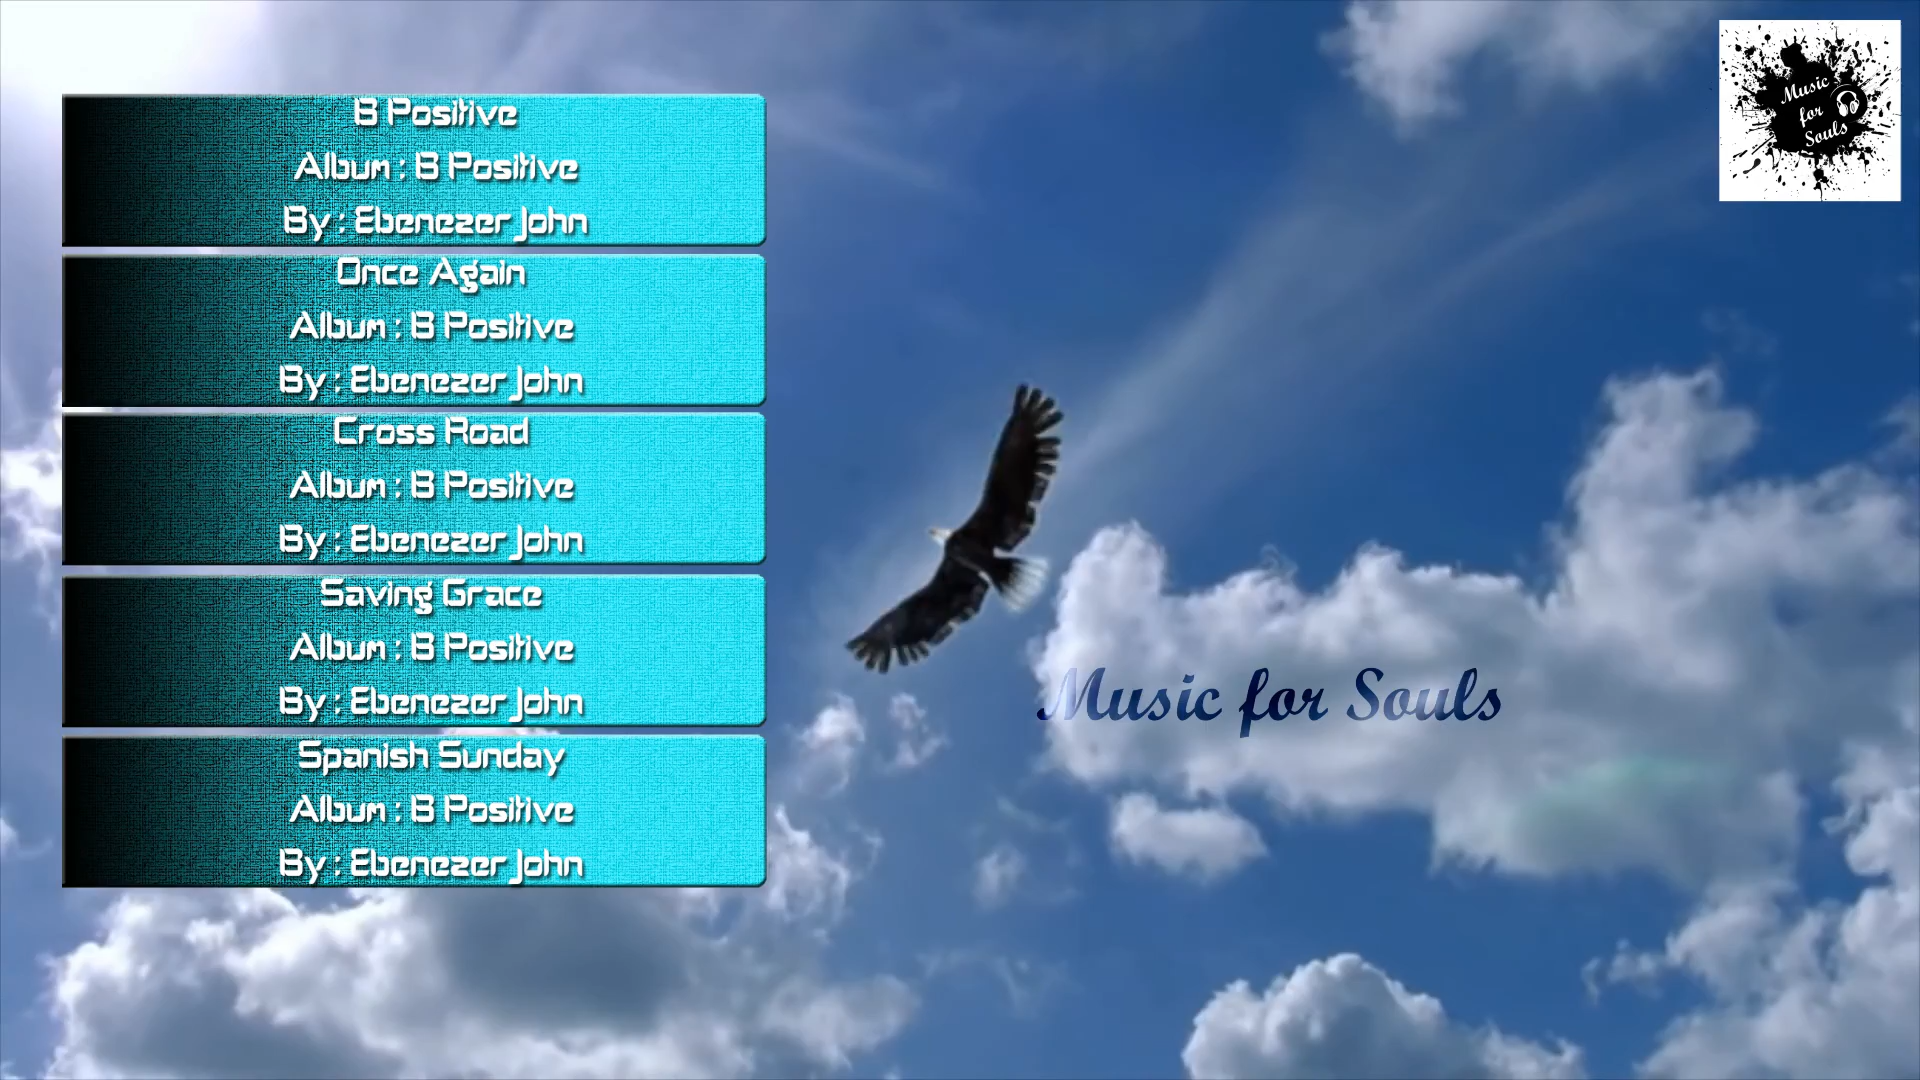 B Positive
Album : B Positive
By : Ebenezer John
Once Again
Album : B Positive
By : Ebenezer John
Cross Road
Album : B Positive
By : Ebenezer John
Saving Grace
Album : B Positive
By : Ebenezer John
Spanish Sunday
Album : B Positive
By : Ebenezer John
Music for Souls
Music
for
Souls